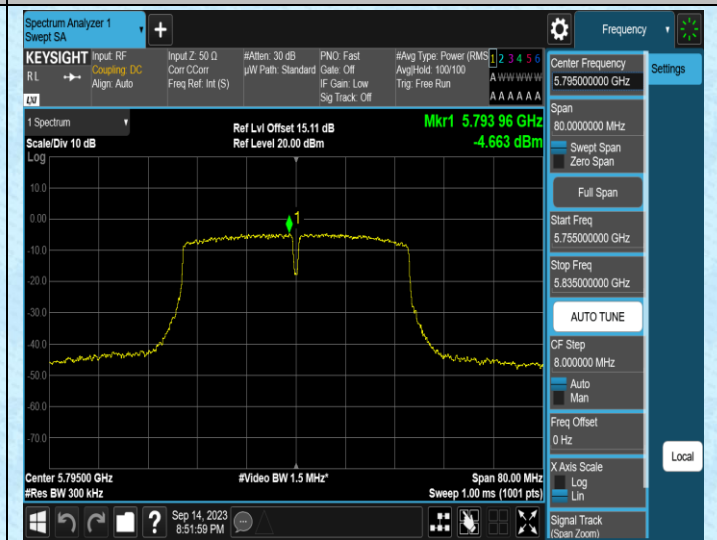 Spectrum Analyzer 1
Swept SA
+
Frequency
KEYSIGHT
RL
LXI
Input: RF
Coupling: DC
Align: Auto
Input Z: 50 Ω
Corr CCorr
Freq Ref: Int (S)
#Atten: 30 dB
µW Path: Standard
PNO: Fast
Gate: Off
IF Gain: Low
Sig Track: Off
#Avg Type: Power (RMS
Avg|Hold: 100/100
Trig: Free Run
1 2 3 4 5 6
A W W W W W
A A A A A A
Center Frequency
5.795000000 GHz
Settings
Span
80.0000000 MHz
Swept Span
Zero Span
Full Span
Start Freq
5.755000000 GHz
Stop Freq
5.835000000 GHz
AUTO TUNE
CF Step
8.000000 MHz
Auto
Man
Freq Offset
0 Hz
X Axis Scale
Log
Lin
Signal Track
(Span Zoom)
Local
1 Spectrum
Scale/Div 10 dB
Log
Ref Lvl Offset 15.11 dB
Ref Level 20.00 dBm
Mkr1 5.793 96 GHz
-4.663 dBm
10.0
0.00
-10.0
-20.0
-30.0
-40.0
-50.0
-60.0
-70.0
1
Center 5.79500 GHz
#Res BW 300 kHz
#Video BW 1.5 MHz*
Span 80.00 MHz
Sweep 1.00 ms (1001 pts)
?
Sep 14, 2023
8:51:59 PM